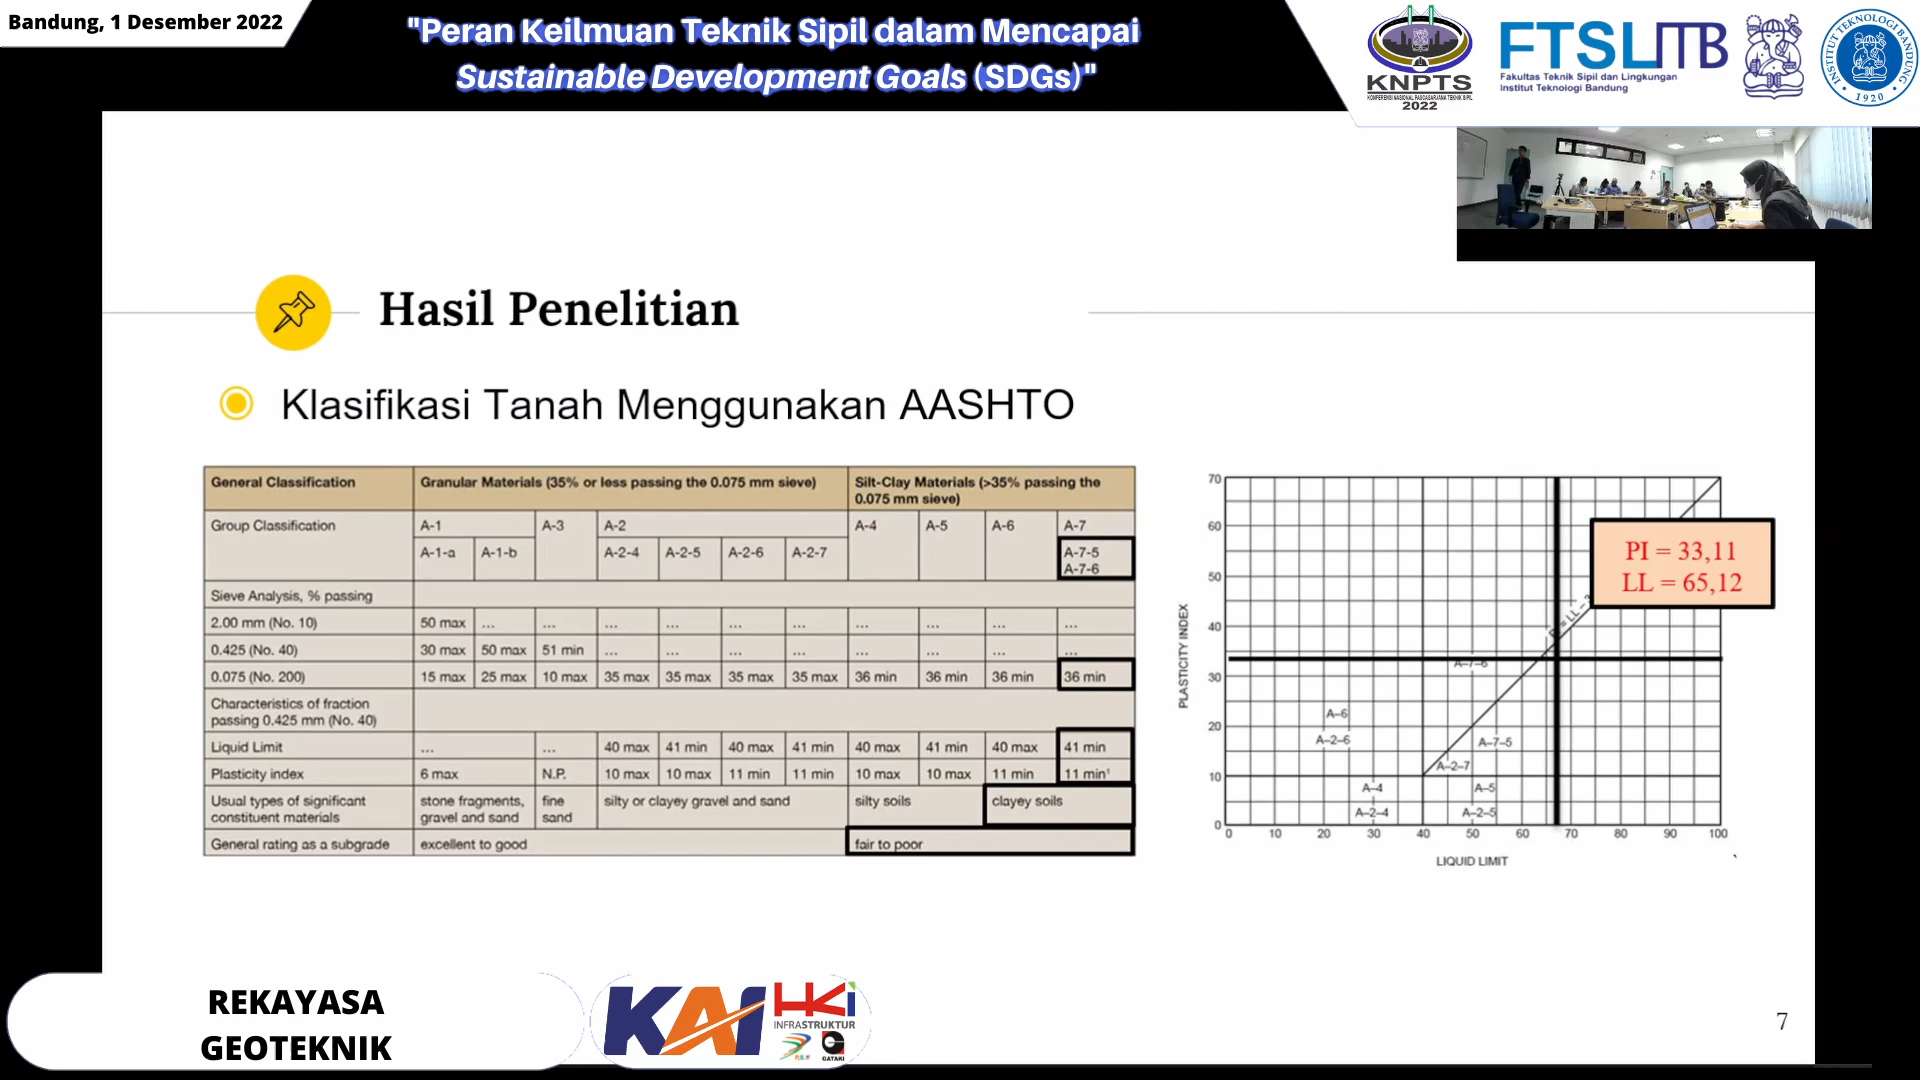 Bandung, 1 Desember 2022
"Peran Keilmuan Teknik Sipil dalam Mencapai
Sustainable Development Goals (SDGs)"
KNPTS
KONFERENSI NASIONAL PASCASARJANA TEKNIK SIPIL
2022
FTSL ITB
Fakultas Teknik Sipil dan Lingkungan
Institut Teknologi Bandung
INSTITUT TEKNOLOGI BANDUNG
1920
Hasil Penelitian
Klasifikasi Tanah Menggunakan AASHTO
General Classification Granular Materials (35% or less passing the 0.075 mm sieve) Silt-Clay Materials (>35% passing the
0.075 mm sieve)
Group Classification A-1 A-3 A-2 A-4 A-5 A-6 A-7
A-1-a A-1-b A-2-4 A-2-5 A-2-6 A-2-7 A-7-5
A-7-6
Sieve Analysis, % passing
2.00 mm (No. 10) 50 max ... ... ... ... ... ... ... ... ... ...
0.425 (No. 40) 30 max 50 max 51 min ... ... ... ... ... ... ... ...
0.075 (No. 200) 15 max 25 max 10 max 35 max 35 max 35 max 35 max 36 min 36 min 36 min 36 min
Characteristics of fraction
passing 0.425 mm (No. 40)
Liquid Limit ... ... 40 max 41 min 40 max 41 min 40 max 41 min 40 max 41 min
Plasticity index 6 max N.P. 10 max 10 max 11 min 11 min 10 max 10 max 11 min 11 min¹
Usual types of significant stone fragments, fine silty or clayey gravel and sand silty soils clayey soils
constituent materials gravel and sand sand
General rating as a subgrade excellent to good fair to poor
PLASTICITY INDEX
70
60
50
40
30
20
10
0
PI = 33,11
LL = 65,12
= LL - 3
A-7-6
A-6
A-2-6
A-7-5
A-2-7
A-4
A-5
A-2-4
A-2-5
0 10 20 30 40 50 60 70 80 90 100
LIQUID LIMIT
REKAYASA
GEOTEKNIK
KAI
HKi
INFRASTRUKTUR
GATAKI
7